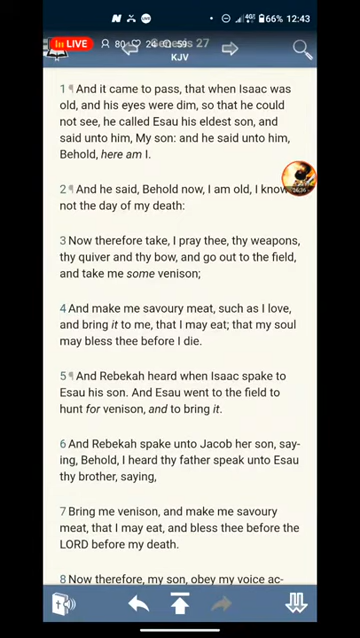 12:43
66%
4G
LIVE
80
24
59
Genesis 27
KJV
1 ¶ And it came to pass, that when Isaac was
old, and his eyes were dim, so that he could
not see, he called Esau his eldest son, and
said unto him, My son: and he said unto him,
Behold, here am I.
2 ¶ And he said, Behold now, I am old, I know
not the day of my death:
3 Now therefore take, I pray thee, thy weapons,
thy quiver and thy bow, and go out to the field,
and take me some venison;
4 And make me savoury meat, such as I love,
and bring it to me, that I may eat; that my soul
may bless thee before I die.
5 ¶ And Rebekah heard when Isaac spake to
Esau his son. And Esau went to the field to
hunt for venison, and to bring it.
6 And Rebekah spake unto Jacob her son, say-
ing, Behold, I heard thy father speak unto Esau
thy brother, saying,
7 Bring me venison, and make me savoury
meat, that I may eat, and bless thee before the
LORD before my death.
8 Now therefore, my son, obey my voice ac-